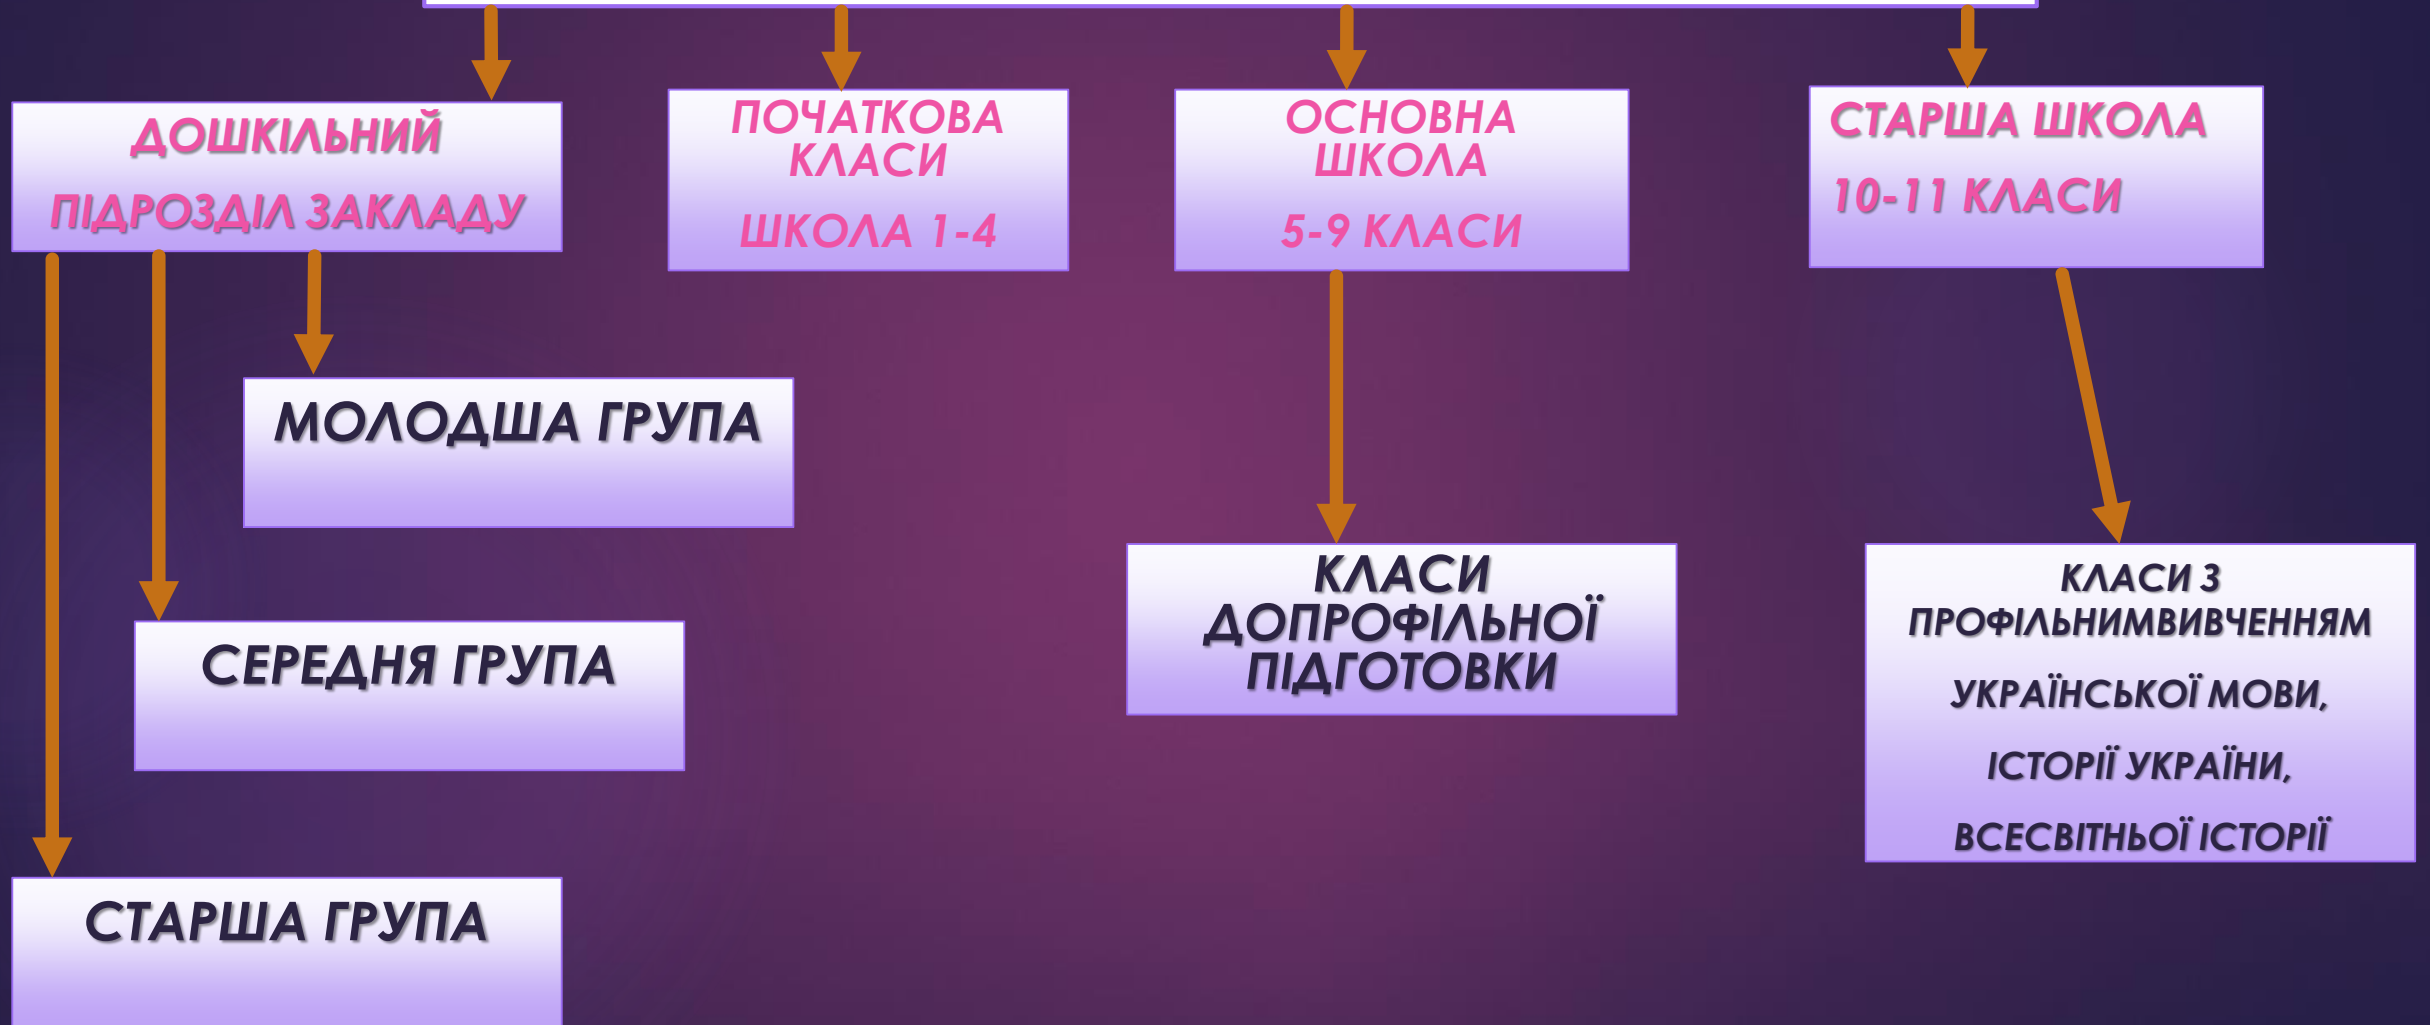 ДОШКІЛЬНИЙ
ПІДРОЗДІЛ ЗАКЛАДУ
ПОЧАТКОВА
КЛАСИ
ШКОЛА 1-4
ОСНОВНА
ШКОЛА
5-9 КЛАСИ
СТАРША ШКОЛА
10-11 КЛАСИ
МОЛОДША ГРУПА
СЕРЕДНЯ ГРУПА
СТАРША ГРУПА
КЛАСИ
ДОПРОФІЛЬНОЇ
ПІДГОТОВКИ
КЛАСИ З
ПРОФІЛЬНИМВИВЧЕННЯМ
УКРАЇНСЬКОЇ МОВИ,
ІСТОРІЇ УКРАЇНИ,
ВСЕСВІТНЬОЇ ІСТОРІЇ